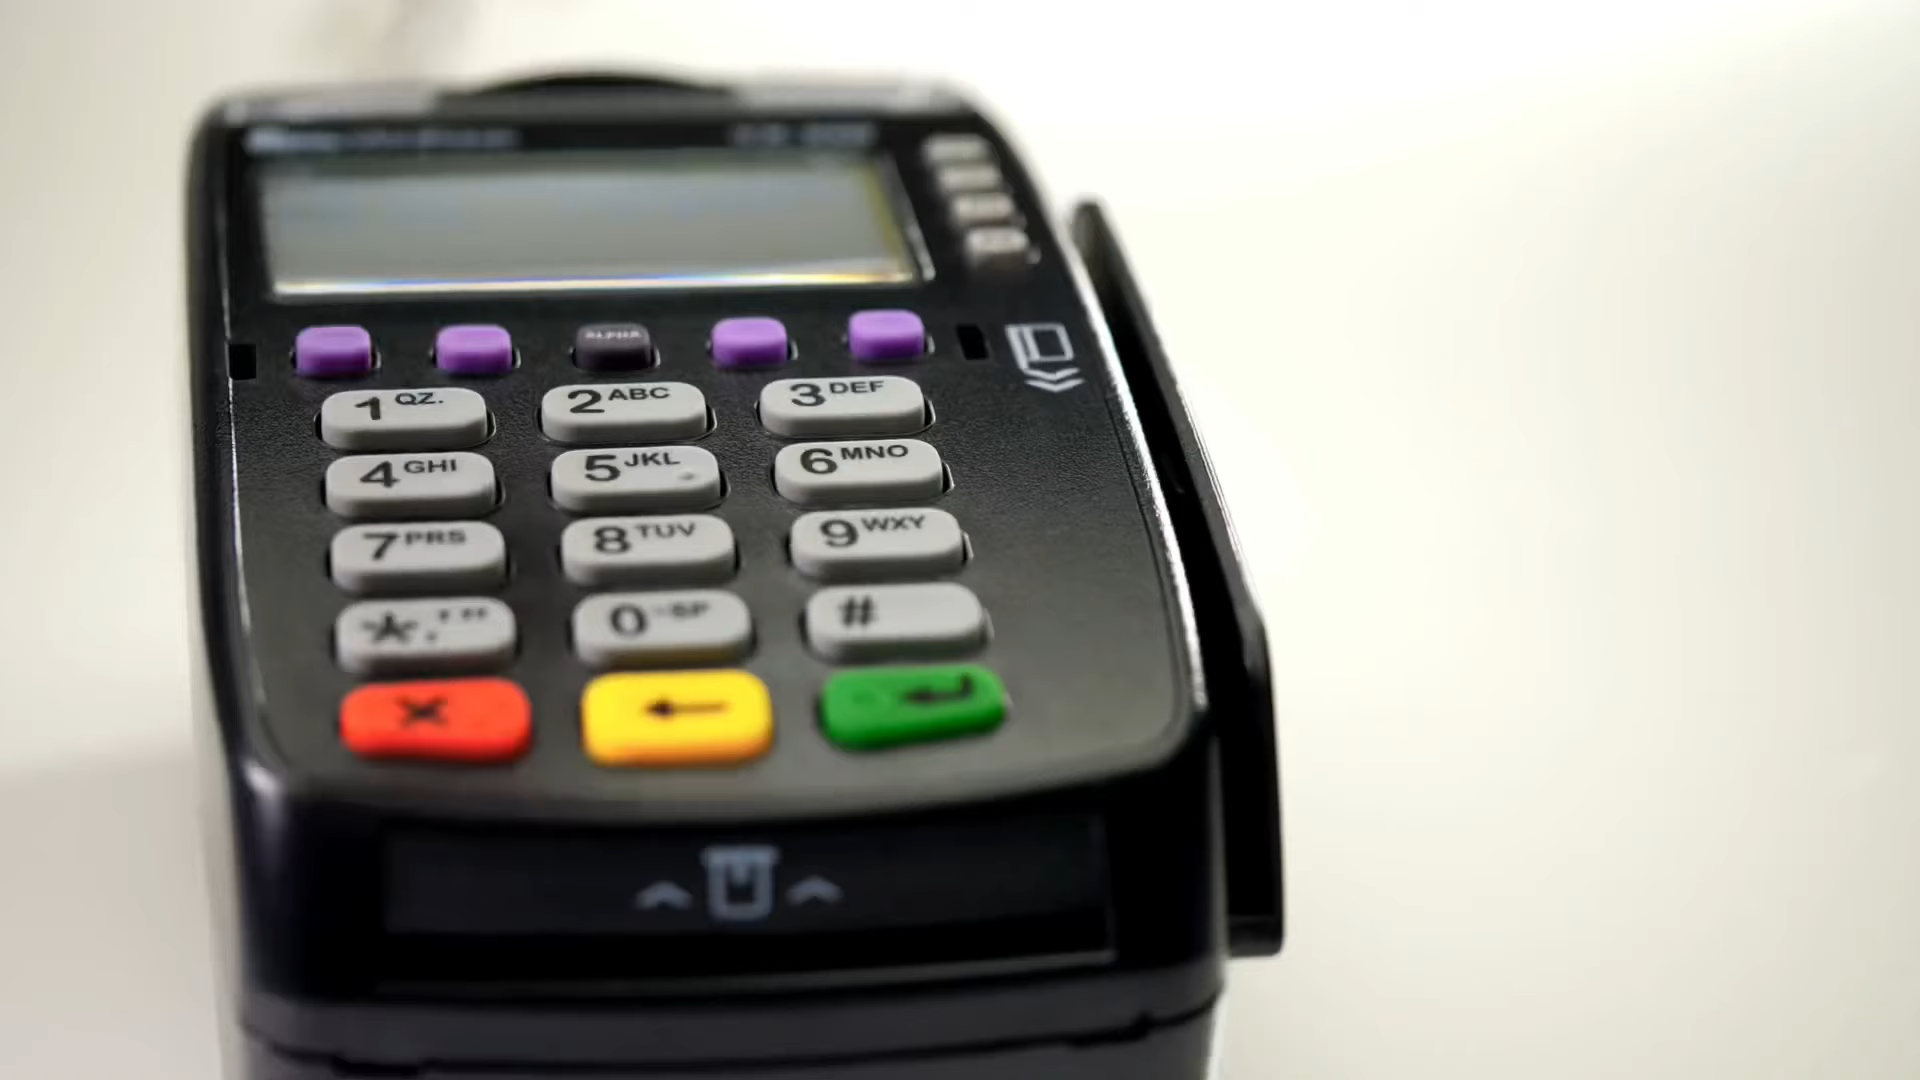 ALPHA
1 QZ. 2 ABC 3 DEF
4 GHI 5 JKL 6 MNO
7 PRS 8 TUV 9 WXY
*,'" 0 -SP #